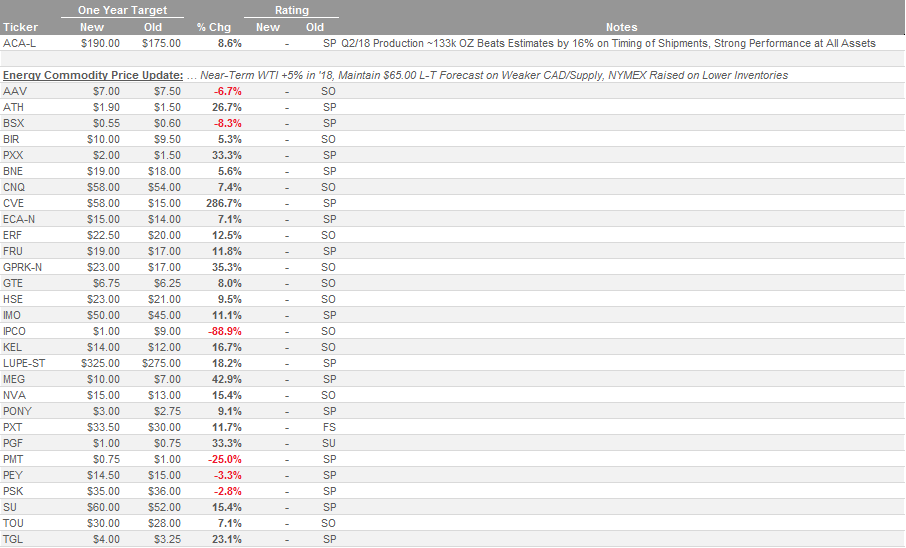 One Year Target Rating
Ticker New Old % Chg New Old Notes
ACA-L $190.00 $175.00 8.6% - SP Q2/18 Production ~133k OZ Beats Estimates by 16% on Timing of Shipments, Strong Performance at All Assets
Energy Commodity Price Update: ... Near-Term WTI +5% in '18, Maintain $65.00 L-T Forecast on Weaker CAD/Supply, NYMEX Raised on Lower Inventories
AAV $7.00 $7.50 -6.7% - SO
ATH $1.90 $1.50 26.7% - SP
BSX $0.55 $0.60 -8.3% - SP
BIR $10.00 $9.50 5.3% - SO
PXX $2.00 $1.50 33.3% - SP
BNE $19.00 $18.00 5.6% - SP
CNQ $58.00 $54.00 7.4% - SO
CVE $58.00 $15.00 286.7% - SP
ECA-N $15.00 $14.00 7.1% - SP
ERF $22.50 $20.00 12.5% - SO
FRU $19.00 $17.00 11.8% - SP
GPRK-N $23.00 $17.00 35.3% - SO
GTE $6.75 $6.25 8.0% - SO
HSE $23.00 $21.00 9.5% - SO
IMO $50.00 $45.00 11.1% - SP
IPCO $1.00 $9.00 -88.9% - SO
KEL $14.00 $12.00 16.7% - SO
LUPE-ST $325.00 $275.00 18.2% - SP
MEG $10.00 $7.00 42.9% - SP
NVA $15.00 $13.00 15.4% - SO
PONY $3.00 $2.75 9.1% - SP
PXT $33.50 $30.00 11.7% - FS
PGF $1.00 $0.75 33.3% - SU
PMT $0.75 $1.00 -25.0% - SP
PEY $14.50 $15.00 -3.3% - SP
PSK $35.00 $36.00 -2.8% - SP
SU $60.00 $52.00 15.4% - SP
TOU $30.00 $28.00 7.1% - SO
TGL $4.00 $3.25 23.1% - SP